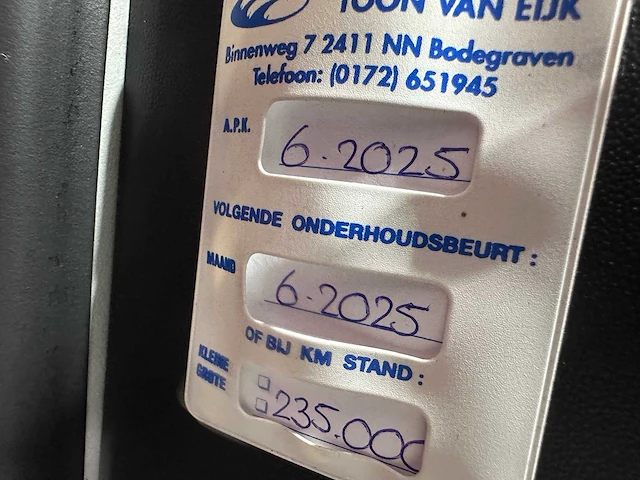 TOON VAN EIJK
Binnenweg 7 2411 NN Bodegraven
Telefoon: (0172) 651945
A.P.K. 6.2025
VOLGENDE ONDERHOUDSBEURT:
MAAND 6-2025
OF BIJ KM STAND:
KLEINE
GROTE 235.000